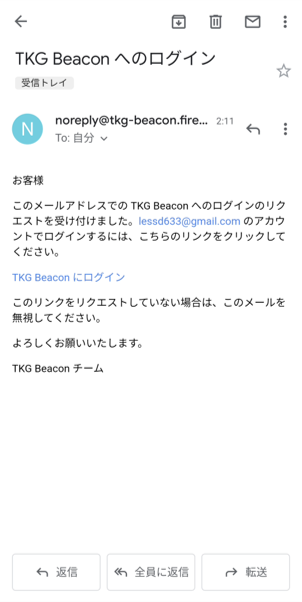 TKG Beacon へのログイン
受信トレイ
N
noreply@tkg-beacon.fire... 2:11
To: 自分
お客様
このメールアドレスでの TKG Beacon へのログインのリク
エストを受け付けました。lessd633@gmail.com のアカウ
ントでログインするには、こちらのリンクをクリックして
ください。
TKG Beacon にログイン
このリンクをリクエストしていない場合は、このメールを
無視してください。
よろしくお願いいたします。
TKG Beacon チーム
返信 全員に返信 転送